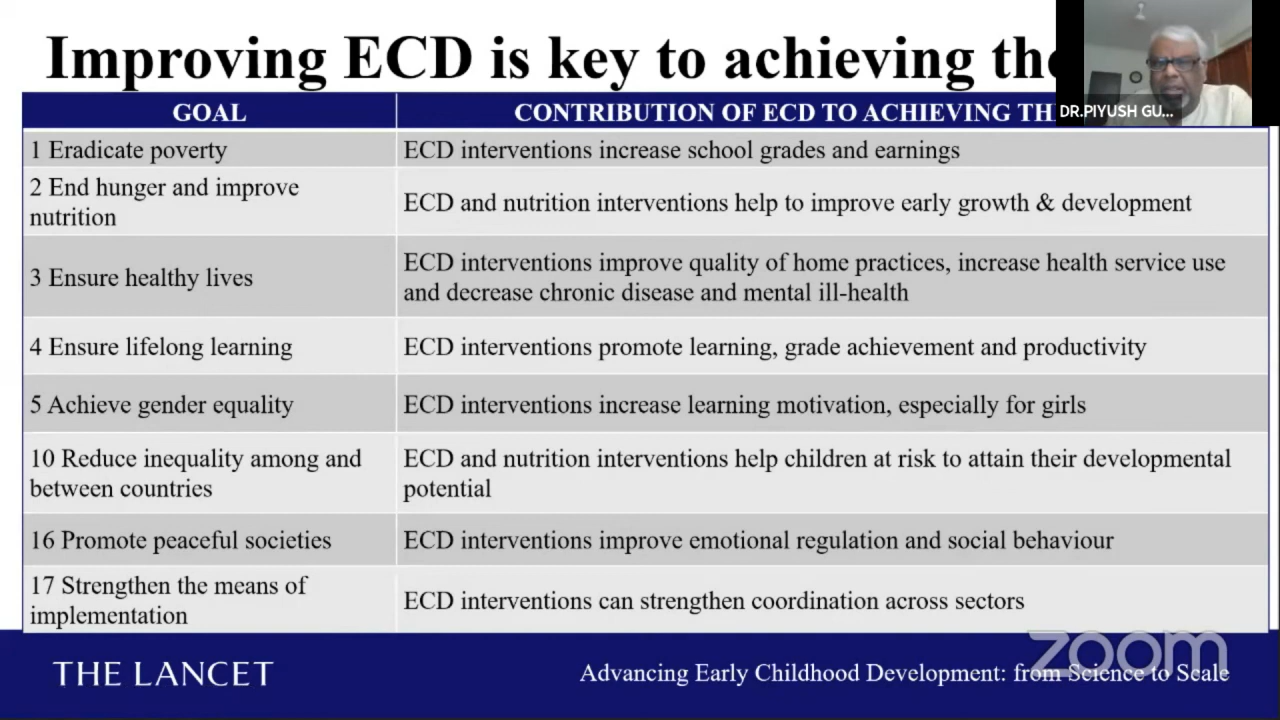 Improving ECD is key to achieving the
DR.PIYUSH GU...
GOAL
CONTRIBUTION OF ECD TO ACHIEVING
1 Eradicate poverty
ECD interventions increase school grades and earnings
2 End hunger and improve
nutrition
ECD and nutrition interventions help to improve early growth & development
3 Ensure healthy lives
ECD interventions improve quality of home practices, increase health service use
and decrease chronic disease and mental ill-health
4 Ensure lifelong learning
ECD interventions promote learning, grade achievement and productivity
5 Achieve gender equality
ECD interventions increase learning motivation, especially for girls
10 Reduce inequality among and
between countries
ECD and nutrition interventions help children at risk to attain their developmental
potential
16 Promote peaceful societies
ECD interventions improve emotional regulation and social behaviour
17 Strengthen the means of
implementation
ECD interventions can strengthen coordination across sectors
zoom
THE LANCET
Advancing Early Childhood Development: from Science to Scale